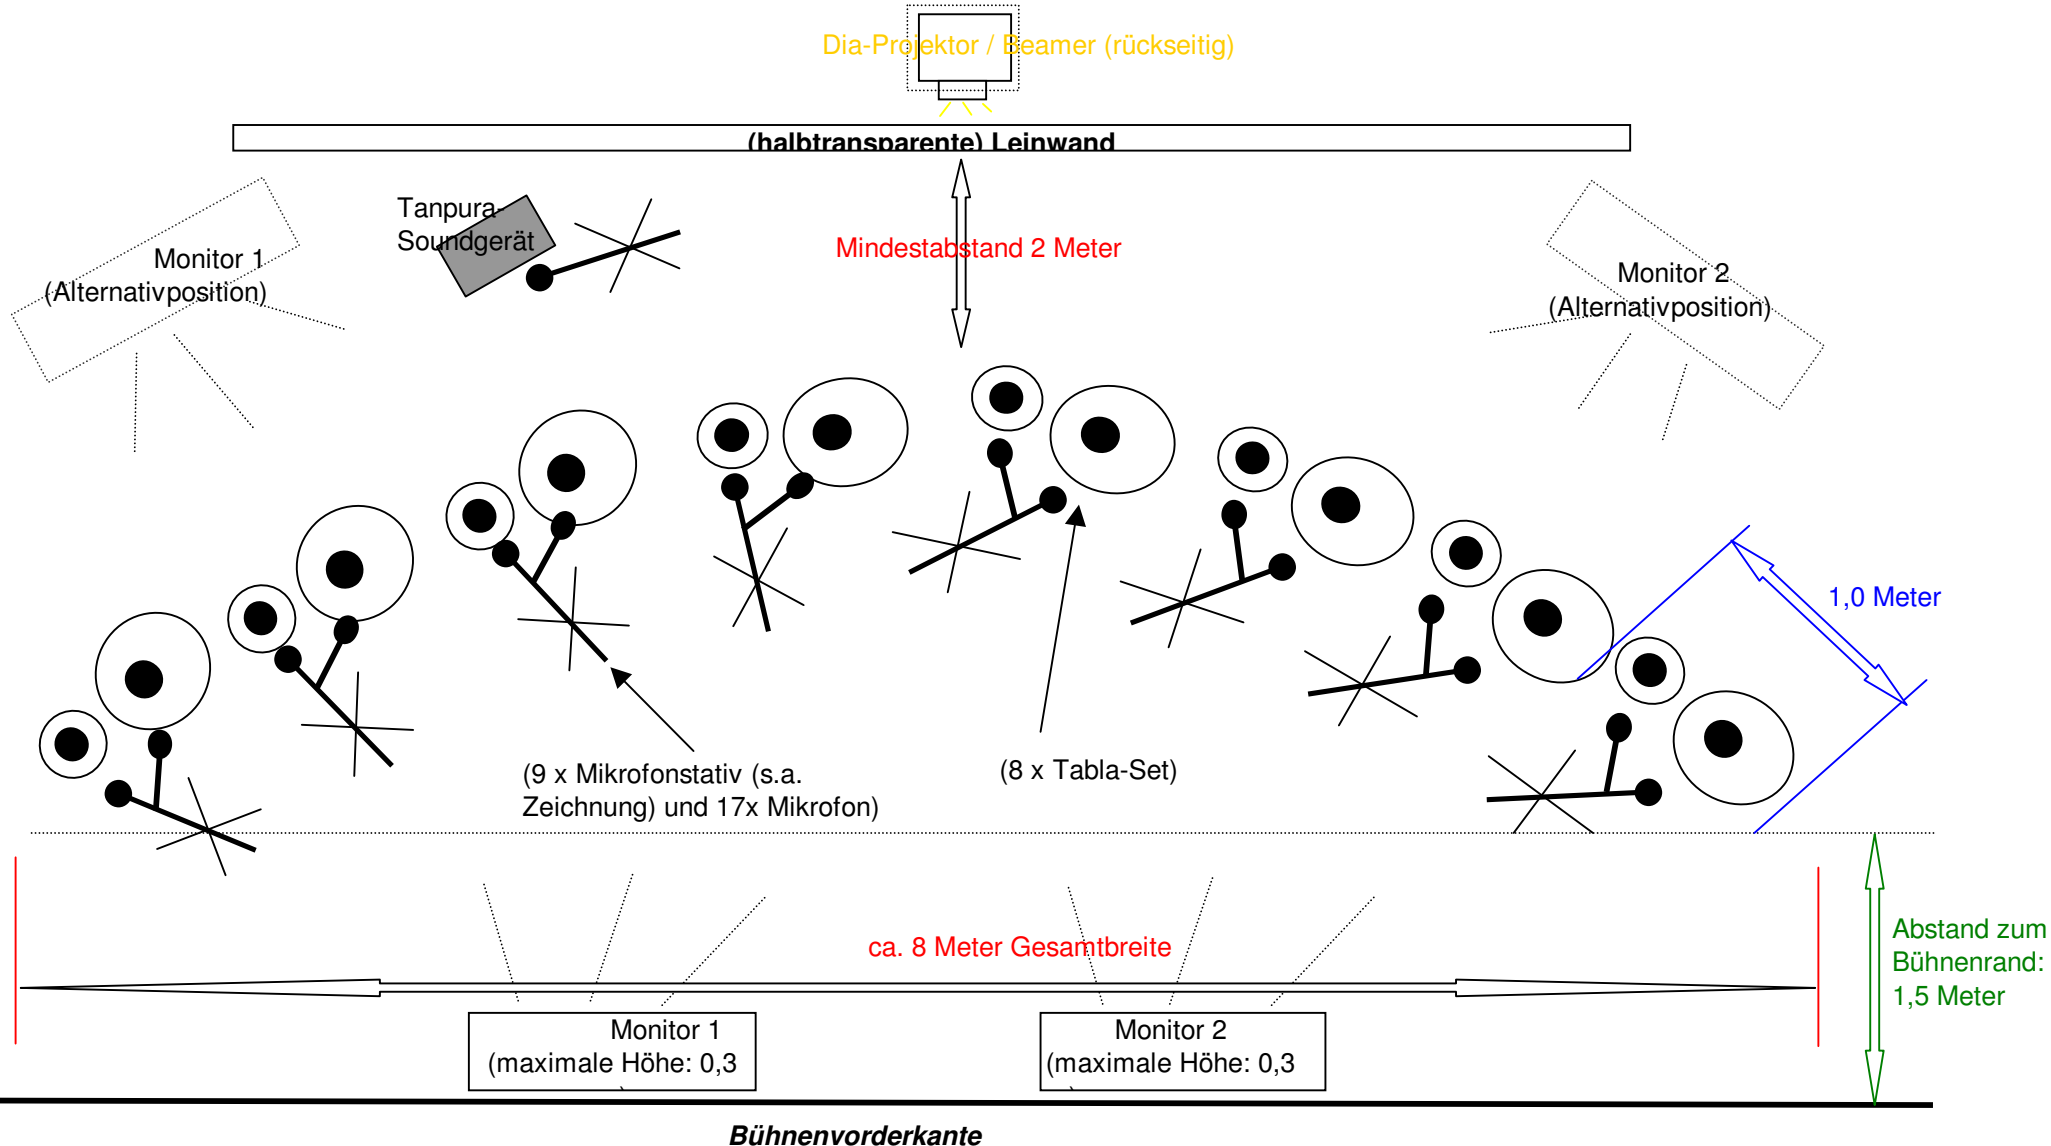 Dia-Projektor / Beamer (rückseitig)
(halbtransparente) Leinwand
Tanpura-
Soundgerät
Mindestabstand 2 Meter
Monitor 1
(Alternativposition)
Monitor 2
(Alternativposition)
1,0 Meter
(9 x Mikrofonstativ (s.a.
Zeichnung) und 17x Mikrofon)
(8 x Tabla-Set)
ca. 8 Meter Gesamtbreite
Abstand zum
Bühnenrand:
1,5 Meter
Monitor 1
(maximale Höhe: 0,3
Monitor 2
(maximale Höhe: 0,3
Bühnenvorderkante